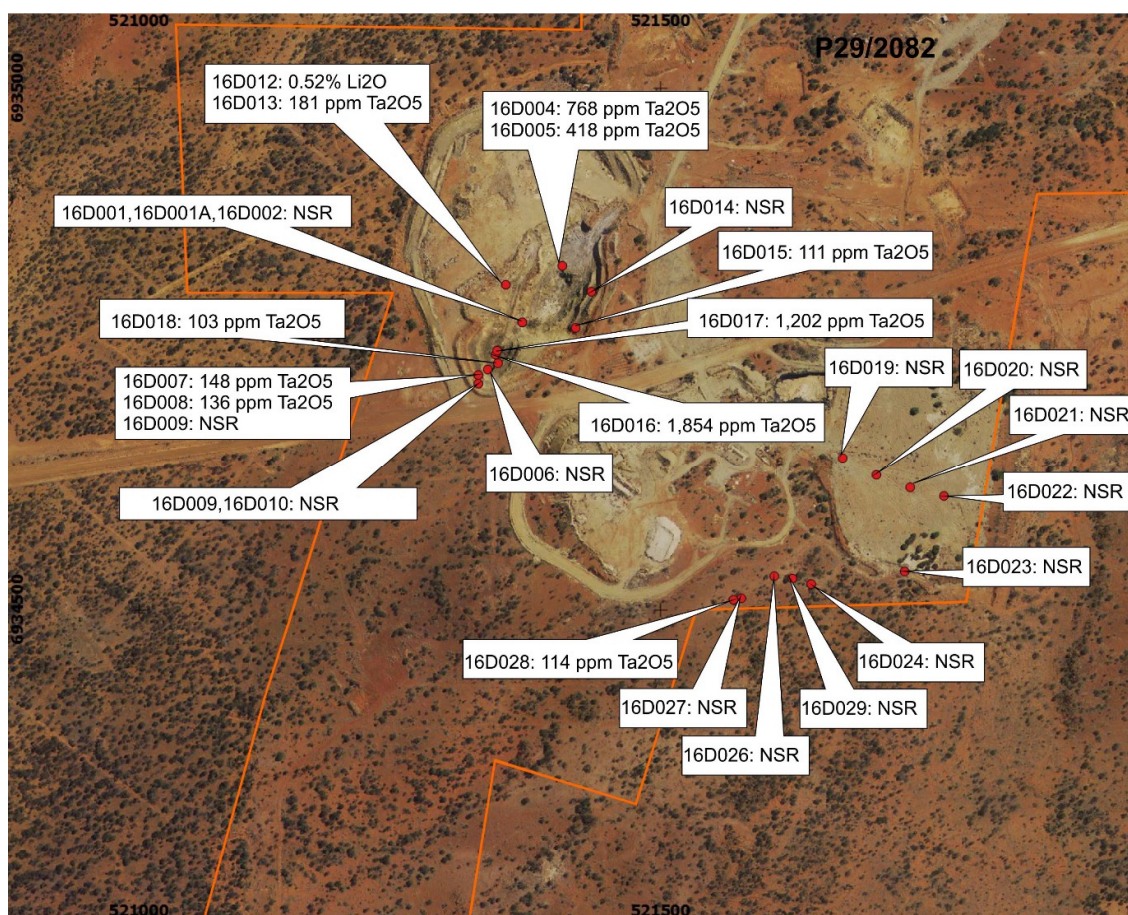 521000
521500
P29/2082
6935000
16D012: 0.52% Li2O
16D013: 181 ppm Ta2O5
16D004: 768 ppm Ta2O5
16D005: 418 ppm Ta2O5
16D001,16D001A,16D002: NSR
16D014: NSR
16D015: 111 ppm Ta2O5
16D018: 103 ppm Ta2O5
16D017: 1,202 ppm Ta2O5
16D007: 148 ppm Ta2O5
16D008: 136 ppm Ta2O5
16D009: NSR
16D019: NSR
16D020: NSR
16D021: NSR
16D016: 1,854 ppm Ta2O5
16D006: NSR
16D009,16D010: NSR
16D022: NSR
16D023: NSR
6934500
16D028: 114 ppm Ta2O5
16D024: NSR
16D027: NSR
16D029: NSR
16D026: NSR
521000
521500